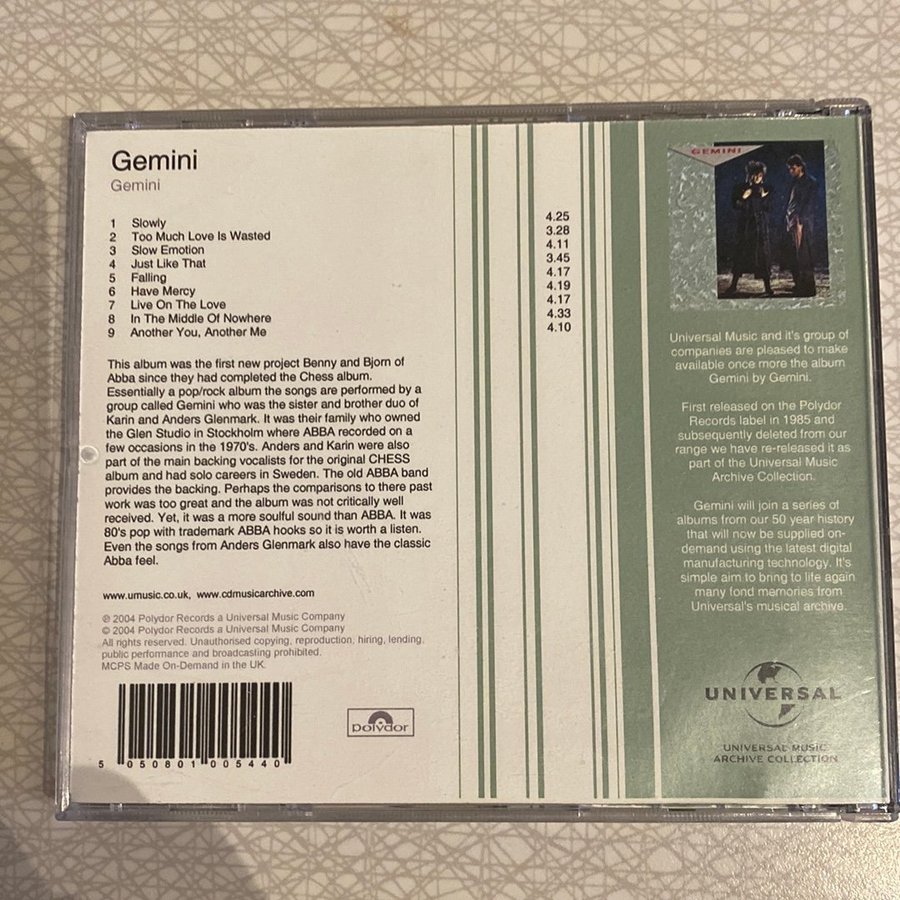 Gemini
Gemini
1 Slowly 4.25
2 Too Much Love Is Wasted 3.28
3 Slow Emotion 4.11
4 Just Like That 3.45
5 Falling 4.17
6 Have Mercy 4.19
7 Live On The Love 4.17
8 In The Middle Of Nowhere 4.33
9 Another You, Another Me 4.10
This album was the first new project Benny and Bjorn of
Abba since they had completed the Chess album.
Essentially a pop/rock album the songs are performed by a
group called Gemini who was the sister and brother duo of
Karin and Anders Glenmark. It was their family who owned
the Glen Studio in Stockholm where ABBA recorded on a
few occasions in the 1970's. Anders and Karin were also
part of the main backing vocalists for the original CHESS
album and had solo careers in Sweden. The old ABBA band
provides the backing. Perhaps the comparisons to there past
work was too great and the album was not critically well
received. Yet, it was a more soulful sound than ABBA. It was
80's pop with trademark ABBA hooks so it is worth a listen.
Even the songs from Anders Glenmark also have the classic
Abba feel.
www.umusic.co.uk, www.cdmusicarchive.com
℗ 2004 Polydor Records a Universal Music Company
© 2004 Polydor Records a Universal Music Company
All rights reserved. Unauthorised copying, reproduction, hiring, lending,
public performance and broadcasting prohibited.
MCPS Made On-Demand in the UK.
5 050801 005440
polydor
GEMINI
Universal Music and it's group of
companies are pleased to make
available once more the album
Gemini by Gemini.
First released on the Polydor
Records label in 1985 and
subsequently deleted from our
range we have re-released it as
part of the Universal Music
Archive Collection.
Gemini will join a series of
albums from our 50 year history
that will now be supplied on-
demand using the latest digital
manufacturing technology. It's
simple aim to bring to life again
many fond memories from
Universal's musical archive.
UNIVERSAL
UNIVERSAL MUSIC
ARCHIVE COLLECTION